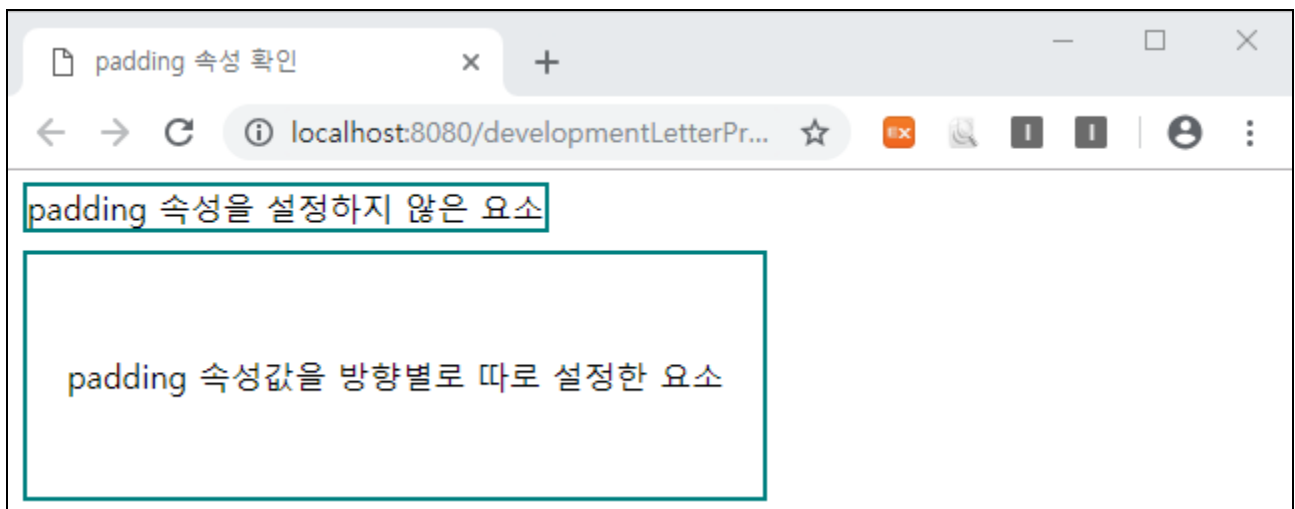 padding 속성 확인
localhost:8080/developmentLetterPr...
padding 속성을 설정하지 않은 요소
padding 속성값을 방향별로 따로 설정한 요소